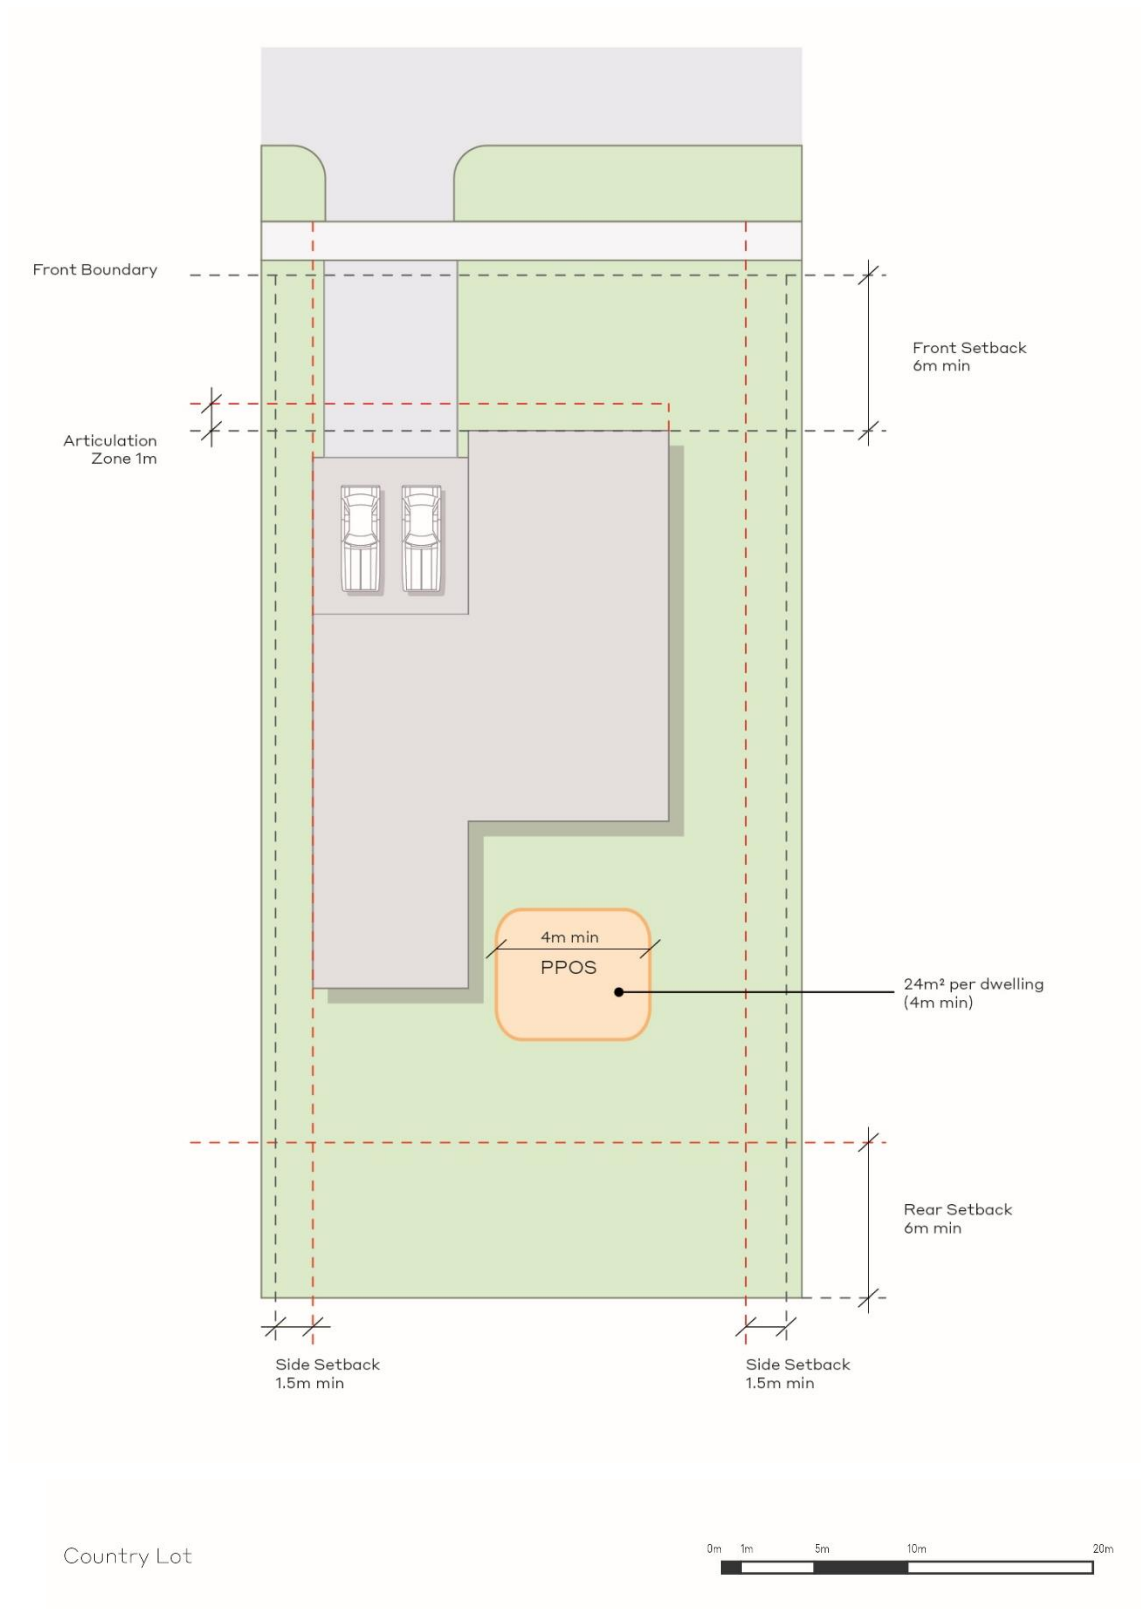 Front Boundary
Front Setback
6m min
Articulation
Zone 1m
4m min
PPOS
24m² per dwelling
(4m min)
Rear Setback
6m min
Side Setback
1.5m min
Side Setback
1.5m min
Country Lot
0m 1m 5m 10m 20m